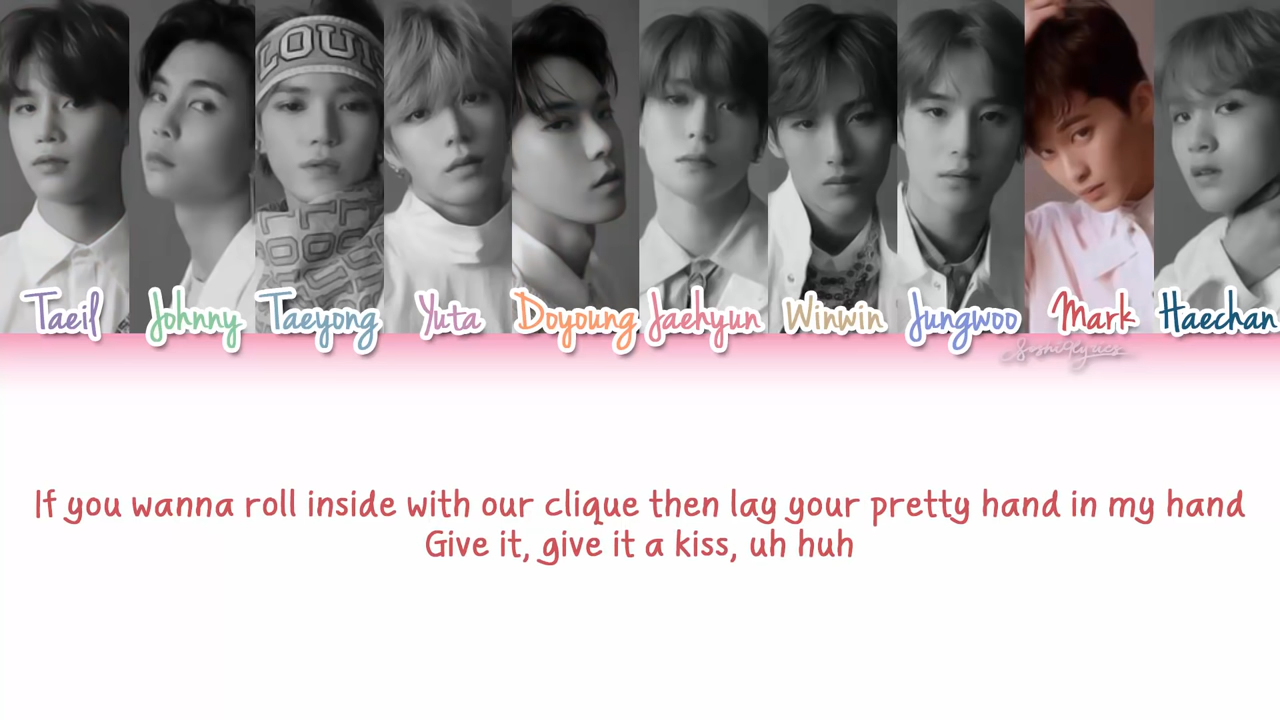 LOUI
Taeil Johnny Taeyong Yuta Doyoung Jaehyun Winwin Jungwoo Mark Haechan
If you wanna roll inside with our clique then lay your pretty hand in my hand
Give it, give it a kiss, uh huh